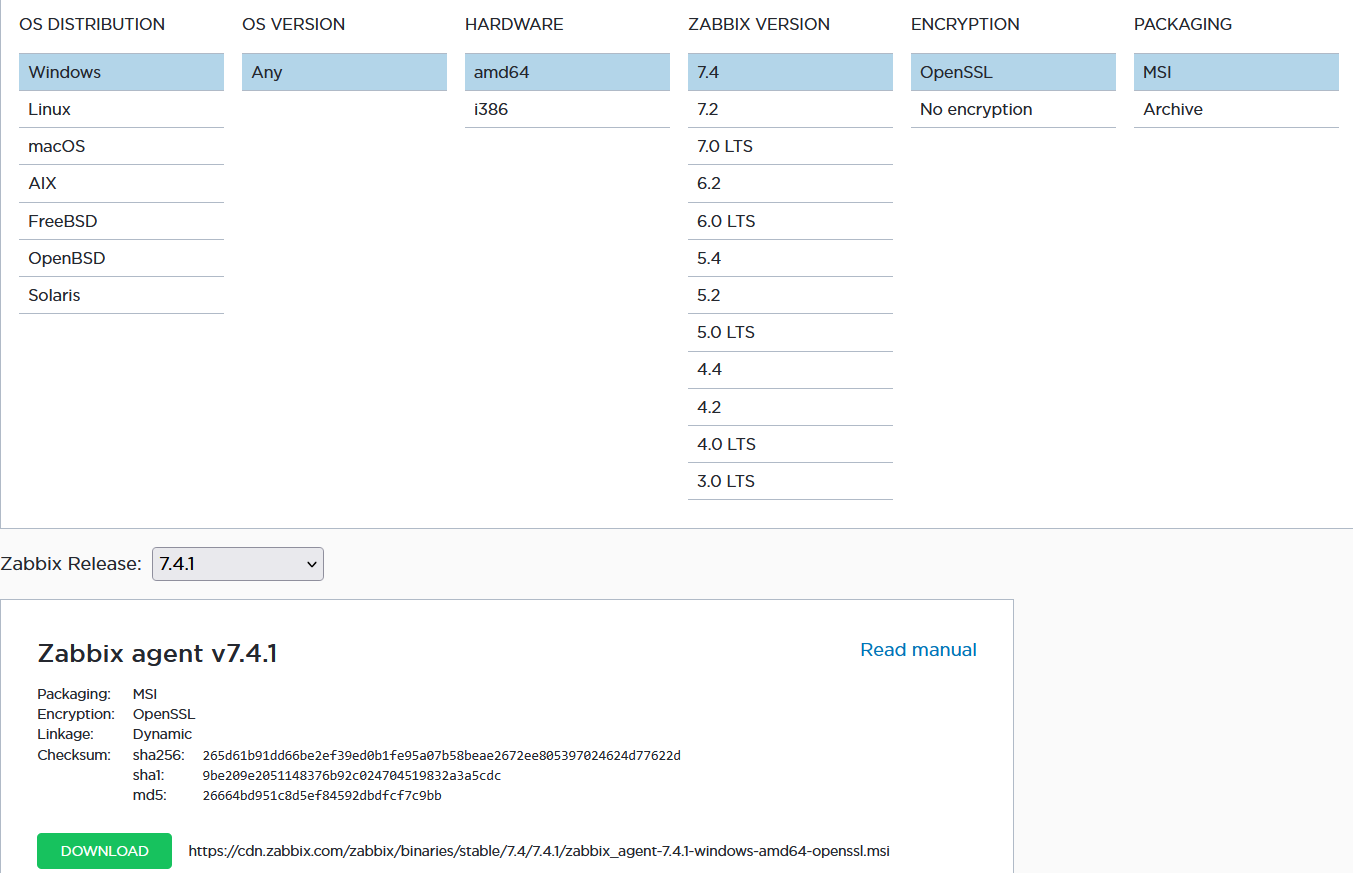 OS DISTRIBUTION OS VERSION HARDWARE ZABBIX VERSION ENCRYPTION PACKAGING
Windows Any amd64 7.4 OpenSSL MSI
Linux i386 7.2 No encryption Archive
macOS 7.0 LTS
AIX 6.2
FreeBSD 6.0 LTS
OpenBSD 5.4
Solaris 5.2
5.0 LTS
4.4
4.2
4.0 LTS
3.0 LTS
Zabbix Release: 7.4.1
Zabbix agent v7.4.1 Read manual
Packaging: MSI
Encryption: OpenSSL
Linkage: Dynamic
Checksum: sha256: 265d61b91dd66be2ef39ed0b1fe95a07b58beae2672ee805397024624d77622d
sha1: 9be209e2051148376b92c024704519832a3a5cdc
md5: 26664bd951c8d5ef84592dbdfcf7c9bb
DOWNLOAD https://cdn.zabbix.com/zabbix/binaries/stable/7.4/7.4.1/zabbix_agent-7.4.1-windows-amd64-openssl.msi